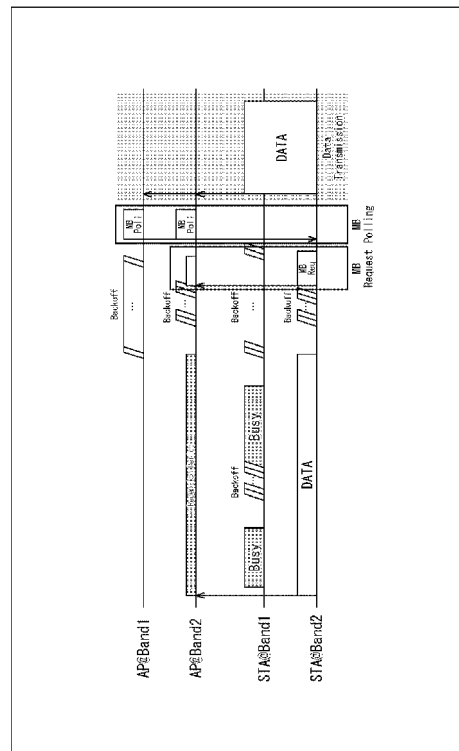 AP@Band1
Backoff
...
MB
Poll
AP@Band2
Backoff
...
MB
Poll
STA@Band1
Busy
Backoff
...
Busy
Backoff
...
DATA
STA@Band2
DATA
Backoff
...
MB
Req
MB
Request
MB
Polling
Data
Transmission